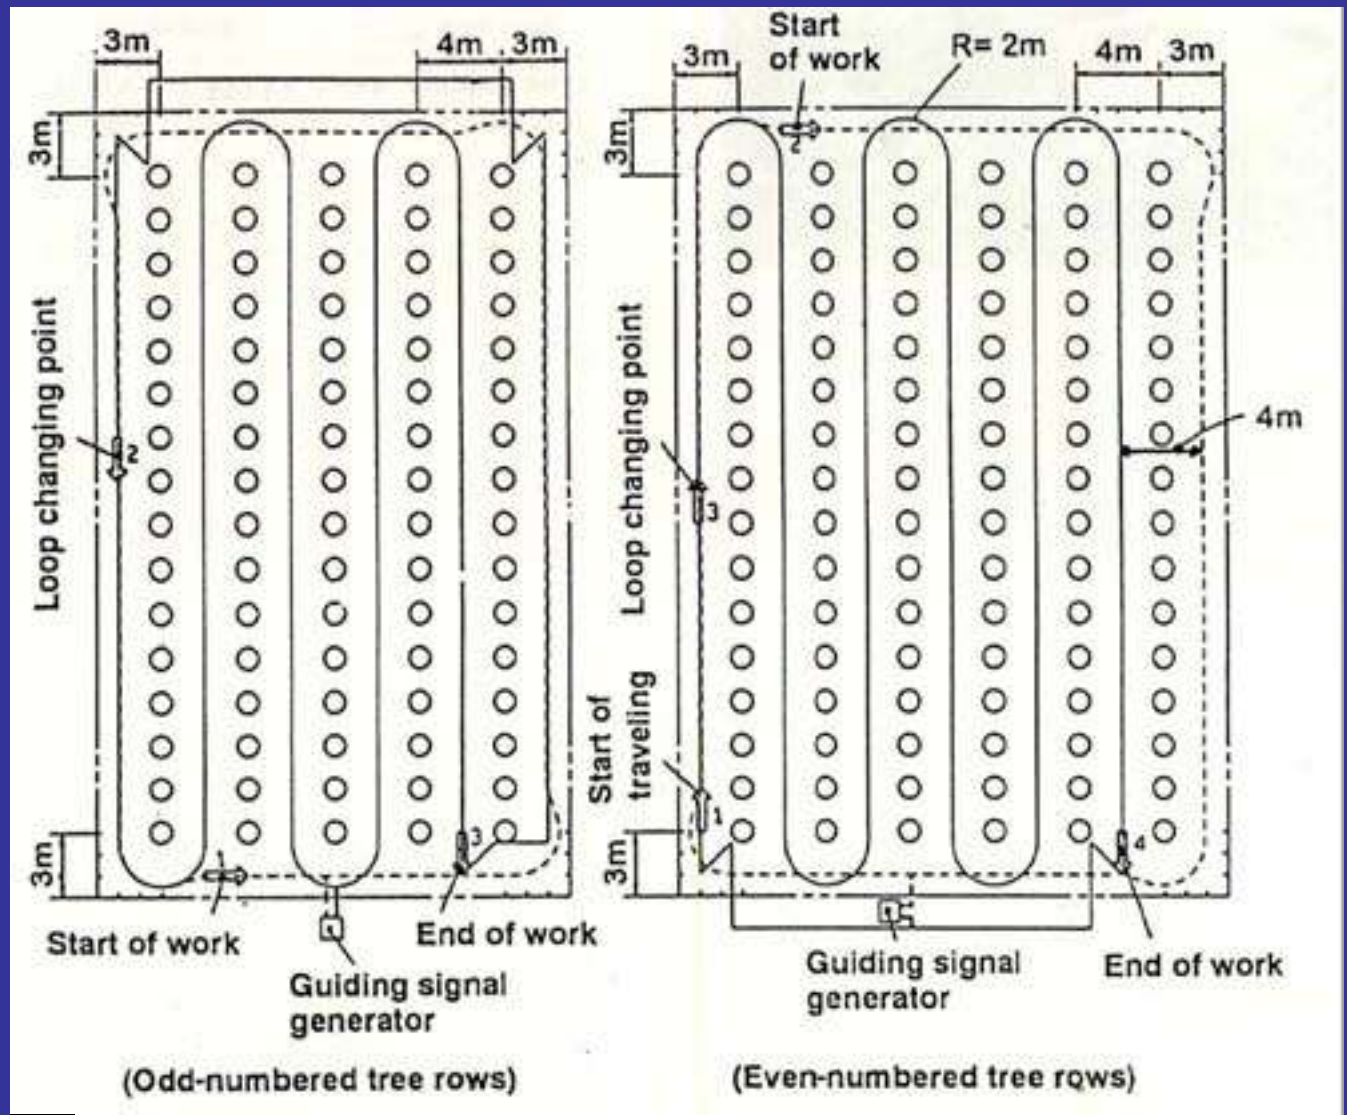 3m
4m
3m
3m
Loop changing point
2
1
3
3m
Start of work
End of work
Guiding signal
generator
(Odd-numbered tree rows)
Start
of work
R= 2m
3m
4m
3m
2
3m
Loop changing point
4m
3
Start of
traveling
1
4
3m
Guiding signal
generator
End of work
(Even-numbered tree rows)